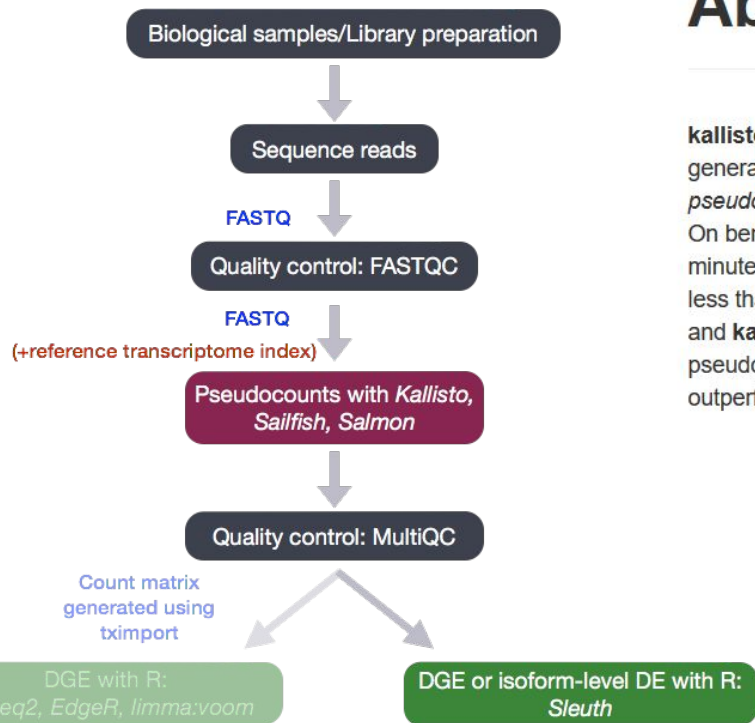 Biological samples/Library preparation
Sequence reads
FASTQ
Quality control: FASTQC
FASTQ
(+reference transcriptome index)
Pseudocounts with Kallisto,
Sailfish, Salmon
Quality control: MultiQC
Count matrix
generated using
tximport
DGE with R:
eq2, EdgeR, limma:voom
DGE or isoform-level DE with R:
Sleuth
Ab
kallist
genera
pseudo
On ben
minute
less tha
and ka
pseudo
outperf